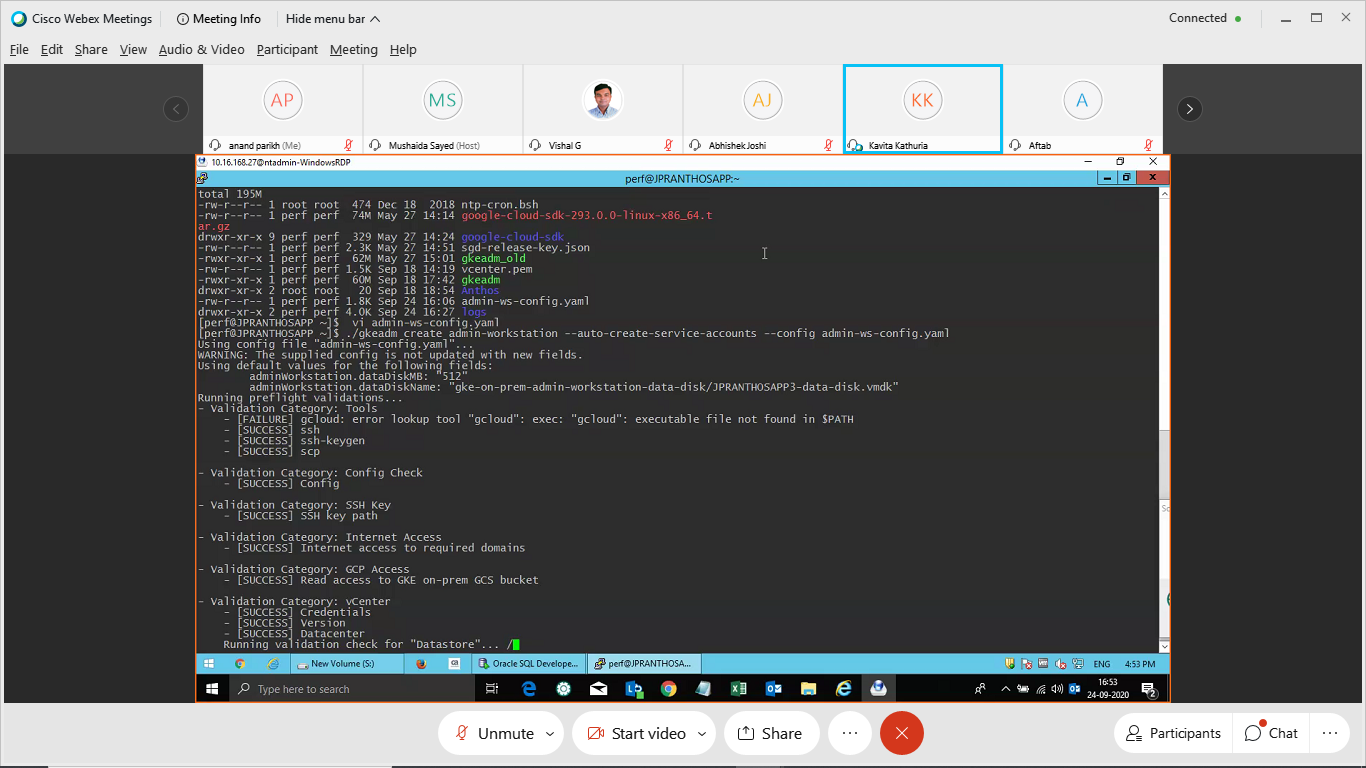 Cisco Webex Meetings Meeting Info Hide menu bar Connected
File Edit Share View Audio & Video Participant Meeting Help
AP MS AJ KK A
anand parikh (Me) Mushaida Sayed (Host) Vishal G Abhishek Joshi Kavita Kathuria Aftab
10.16.168.27@ntadmin-WindowsRDP
perf@JPRANTHOSAPP:~
total 195M
-rw-r--r-- 1 root root  474 Dec 18  2018 ntp-cron.bsh
-rw-r--r-- 1 perf perf  74M May 27 14:14 google-cloud-sdk-293.0.0-linux-x86_64.t
ar.gz
drwxr-xr-x 9 perf perf  329 May 27 14:24 google-cloud-sdk
-rw-r--r-- 1 perf perf 2.3K May 27 14:51 sgd-release-key.json
-rwxr-xr-x 1 perf perf  62M May 27 15:01 gkeadm_old
-rw-r--r-- 1 perf perf 1.5K Sep 18 14:19 vcenter.pem
-rwxr-xr-x 1 perf perf  60M Sep 18 17:42 gkeadm
drwxr-xr-x 2 root root   20 Sep 18 18:54 Anthos
-rw-r--r-- 1 perf perf 1.8K Sep 24 16:06 admin-ws-config.yaml
drwxr-xr-x 2 perf perf 4.0K Sep 24 16:27 logs
[perf@JPRANTHOSAPP ~]$  vi admin-ws-config.yaml
[perf@JPRANTHOSAPP ~]$ ./gkeadm create admin-workstation --auto-create-service-accounts --config admin-ws-config.yaml
Using config file "admin-ws-config.yaml"...
WARNING: The supplied config is not updated with new fields.
Using default values for the following fields:
adminWorkstation.dataDiskMB: "512"
adminWorkstation.dataDiskName: "gke-on-prem-admin-workstation-data-disk/JPRANTHOSAPP3-data-disk.vmdk"
Running preflight validations...
- Validation Category: Tools
- [FAILURE] gcloud: error lookup tool "gcloud": exec: "gcloud": executable file not found in $PATH
- [SUCCESS] ssh
- [SUCCESS] ssh-keygen
- [SUCCESS] scp
- Validation Category: Config Check
- [SUCCESS] Config
- Validation Category: SSH Key
- [SUCCESS] SSH key path
- Validation Category: Internet Access
- [SUCCESS] Internet access to required domains
- Validation Category: GCP Access
- [SUCCESS] Read access to GKE on-prem GCS bucket
- Validation Category: vCenter
- [SUCCESS] Credentials
- [SUCCESS] Version
- [SUCCESS] Datacenter
Running validation check for "Datastore"... /
New Volume (S:) Oracle SQL Develope... perf@JPRANTHOSA... ENG 4:53 PM
Type here to search 16:53
24-09-2020 2
Unmute Start video Share Participants Chat